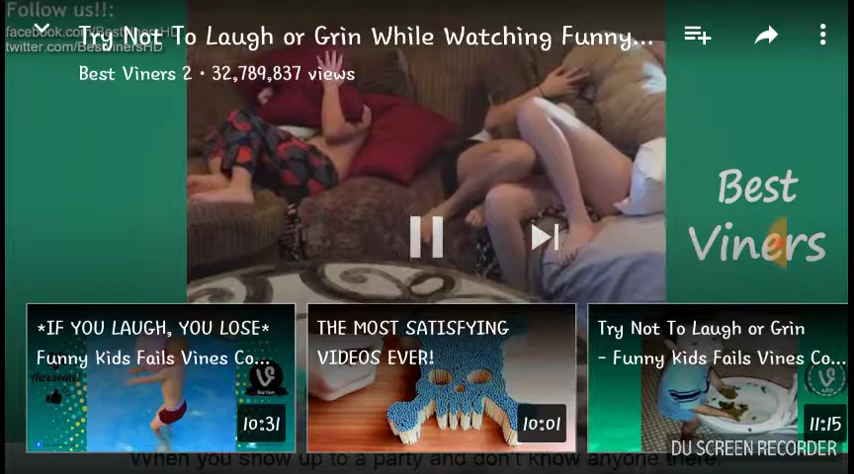 Follow us!!:
facebook.com/BestVinersHD
twitter.com/BestVinersHD
Try Not To Laugh or Grin While Watching Funny...
Best Viners 2 · 32,789,837 views
Best
Viners
*IF YOU LAUGH, YOU LOSE*
Funny Kids Fails Vines Co...
Awesome!
10:31
THE MOST SATISFYING
VIDEOS EVER!
10:01
Try Not To Laugh or Grin
- Funny Kids Fails Vines Co...
11:15
DU SCREEN RECORDER
When you show up to a party and don't know anyone there.